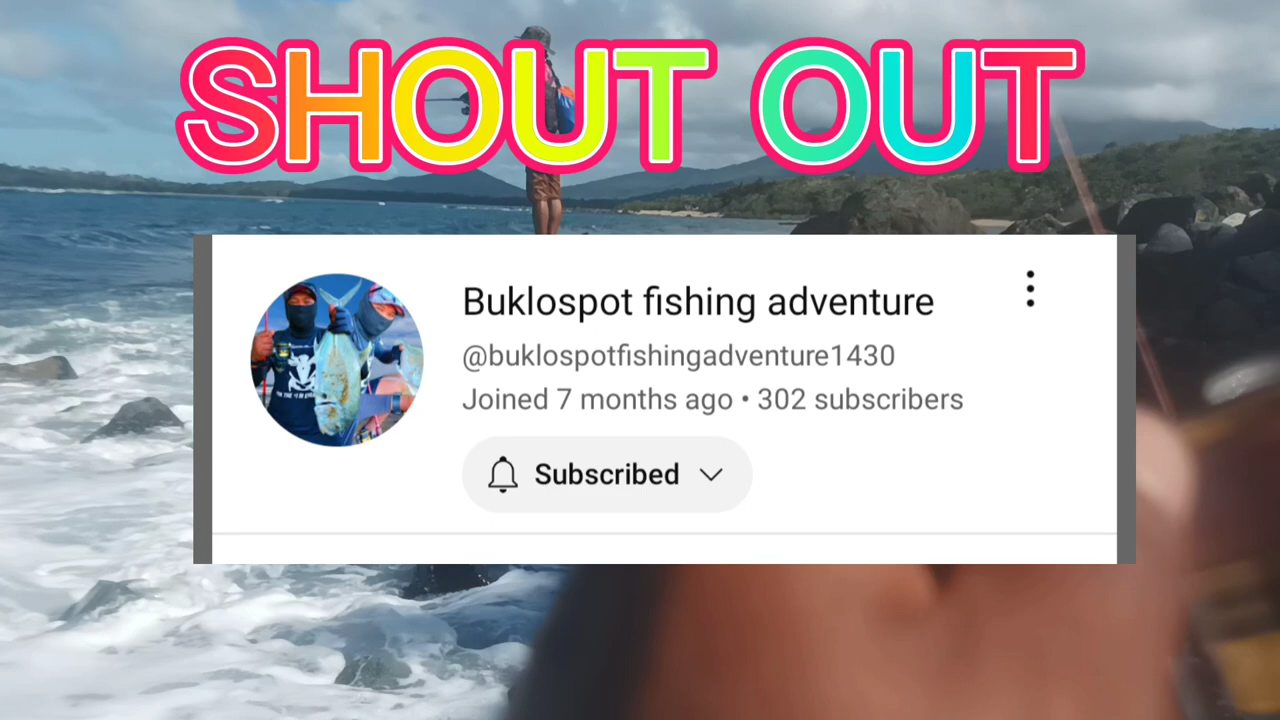 SHOUT OUT
Buklospot fishing adventure
@buklospotfishingadventure1430
Joined 7 months ago • 302 subscribers
Subscribed